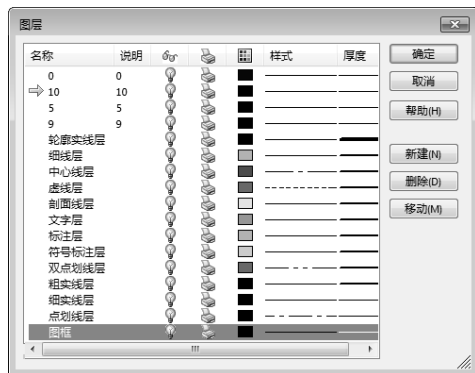 图层
名称 说明 样式 厚度
0 0
10 10
5 5
9 9
轮廓实线层
细线层
中心线层
虚线层
剖面线层
文字层
标注层
符号标注层
双点划线层
粗实线层
细实线层
点划线层
图框
确定
取消
帮助(H)
新建(N)
删除(D)
移动(M)